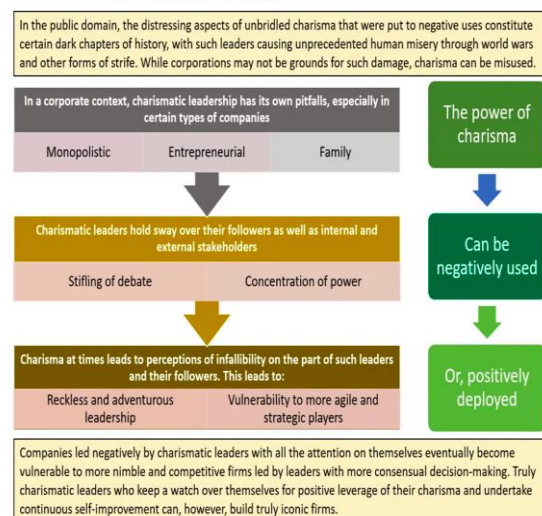 In the public domain, the distressing aspects of unbridled charisma that were put to negative uses constitute
certain dark chapters of history, with such leaders causing unprecedented human misery through world wars
and other forms of strife. While corporations may not be grounds for such damage, charisma can be misused.
In a corporate context, charismatic leadership has its own pitfalls, especially in
certain types of companies
Monopolistic
Entrepreneurial
Family
Charismatic leaders hold sway over their followers as well as internal and
external stakeholders
Stifling of debate
Concentration of power
Charisma at times leads to perceptions of infallibility on the part of such leaders
and their followers. This leads to:
Reckless and adventurous
leadership
Vulnerability to more agile and
strategic players
The power of
charisma
Can be
negatively used
Or, positively
deployed
Companies led negatively by charismatic leaders with all the attention on themselves eventually become
vulnerable to more nimble and competitive firms led by leaders with more consensual decision-making. Truly
charismatic leaders who keep a watch over themselves for positive leverage of their charisma and undertake
continuous self-improvement can, however, build truly iconic firms.